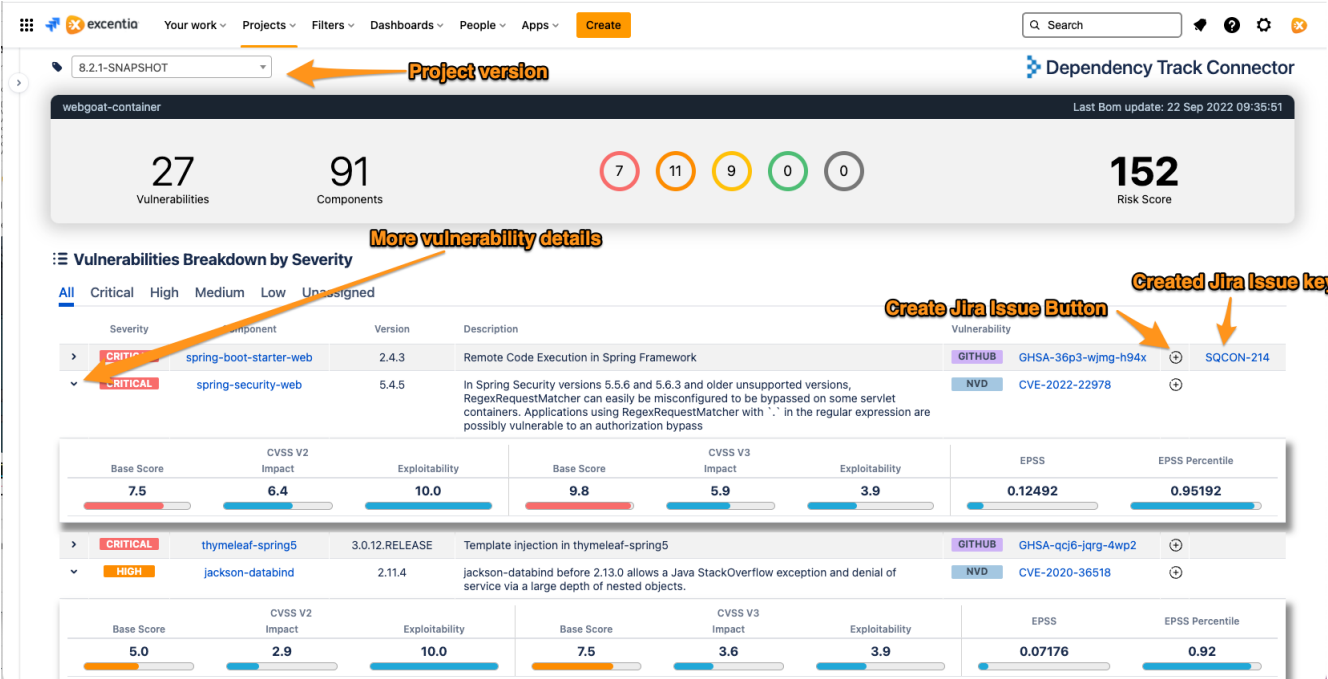 excentia Your work Projects Filters Dashboards People Apps Create Search
8.2.1-SNAPSHOT Project version Dependency Track Connector
webgoat-container Last Bom update: 22 Sep 2022 09:35:51
27 91 7 11 9 0 0 152
Vulnerabilities Components Risk Score
More vulnerability details
Vulnerabilities Breakdown by Severity
Created Jira Issue key
All Critical High Medium Low Unassigned
Create Jira Issue Button
Severity Component Version Description Vulnerability
CRITICAL spring-boot-starter-web 2.4.3 Remote Code Execution in Spring Framework GITHUB GHSA-36p3-wjmg-h94x SQCON-214
CRITICAL spring-security-web 5.4.5 In Spring Security versions 5.5.6 and 5.6.3 and older unsupported versions, NVD CVE-2022-22978
RegexRequestMatcher can easily be misconfigured to be bypassed on some servlet
containers. Applications using RegexRequestMatcher with `.` in the regular expression are
possibly vulnerable to an authorization bypass
CVSS V2 CVSS V3
Base Score Impact Exploitability Base Score Impact Exploitability EPSS EPSS Percentile
7.5 6.4 10.0 9.8 5.9 3.9 0.12492 0.95192
CRITICAL thymeleaf-spring5 3.0.12.RELEASE Template injection in thymeleaf-spring5 GITHUB GHSA-qcj6-jqrg-4wp2
HIGH jackson-databind 2.11.4 jackson-databind before 2.13.0 allows a Java StackOverflow exception and denial of NVD CVE-2020-36518
service via a large depth of nested objects.
CVSS V2 CVSS V3
Base Score Impact Exploitability Base Score Impact Exploitability EPSS EPSS Percentile
5.0 2.9 10.0 7.5 3.6 3.9 0.07176 0.92